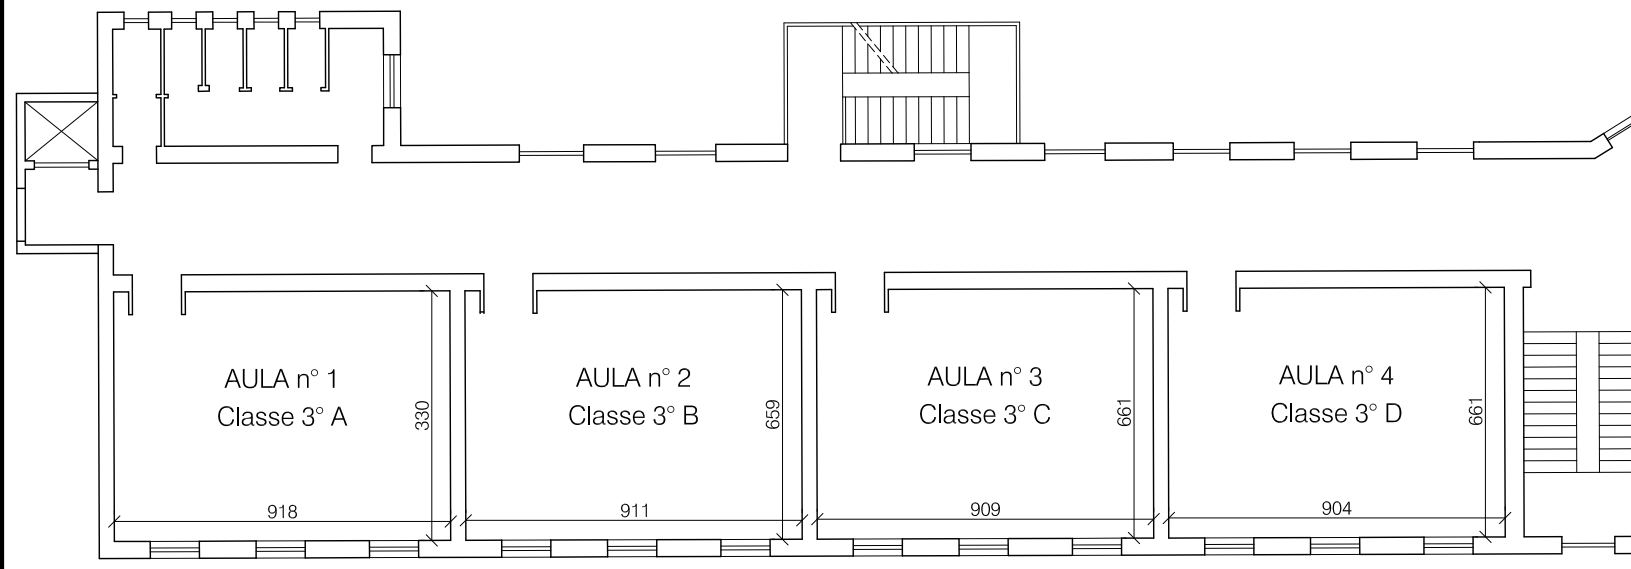 AULA n° 1
Classe 3° A
330
918
AULA n° 2
Classe 3° B
659
911
AULA n° 3
Classe 3° C
661
909
AULA n° 4
Classe 3° D
661
904